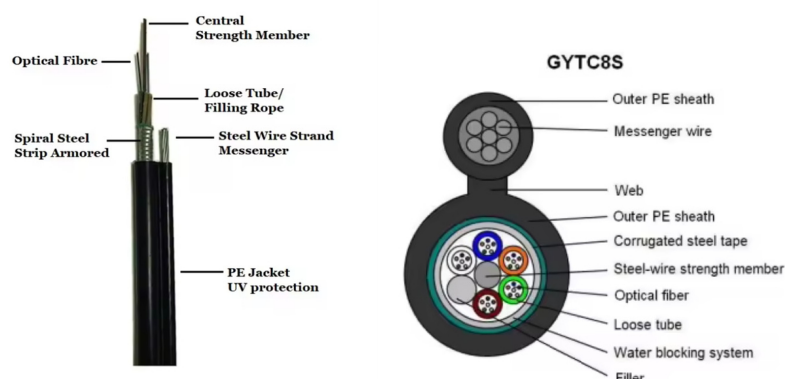 Central
Strength Member
Optical Fibre
Loose Tube/
Filling Rope
Spiral Steel
Strip Armored
Steel Wire Strand
Messenger
PE Jacket
UV protection
GYTC8S
Outer PE sheath
Messenger wire
Web
Outer PE sheath
Corrugated steel tape
Steel-wire strength member
Optical fiber
Loose tube
Water blocking system
Filler